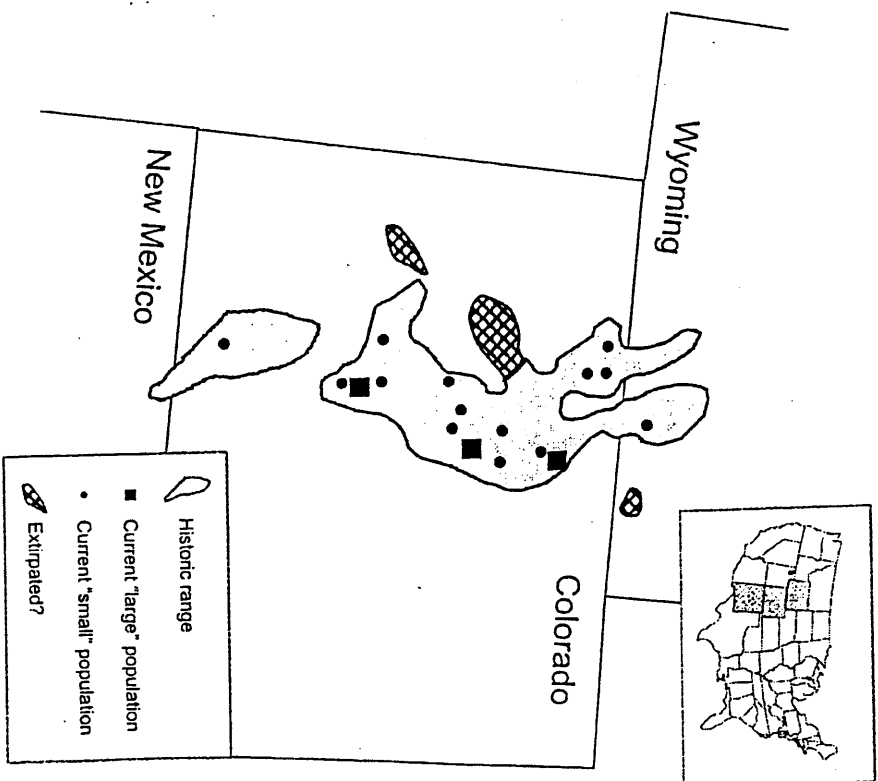 Wyoming
Colorado
New Mexico
Historic range
Current "large" population
Current "small" population
Extirpated?